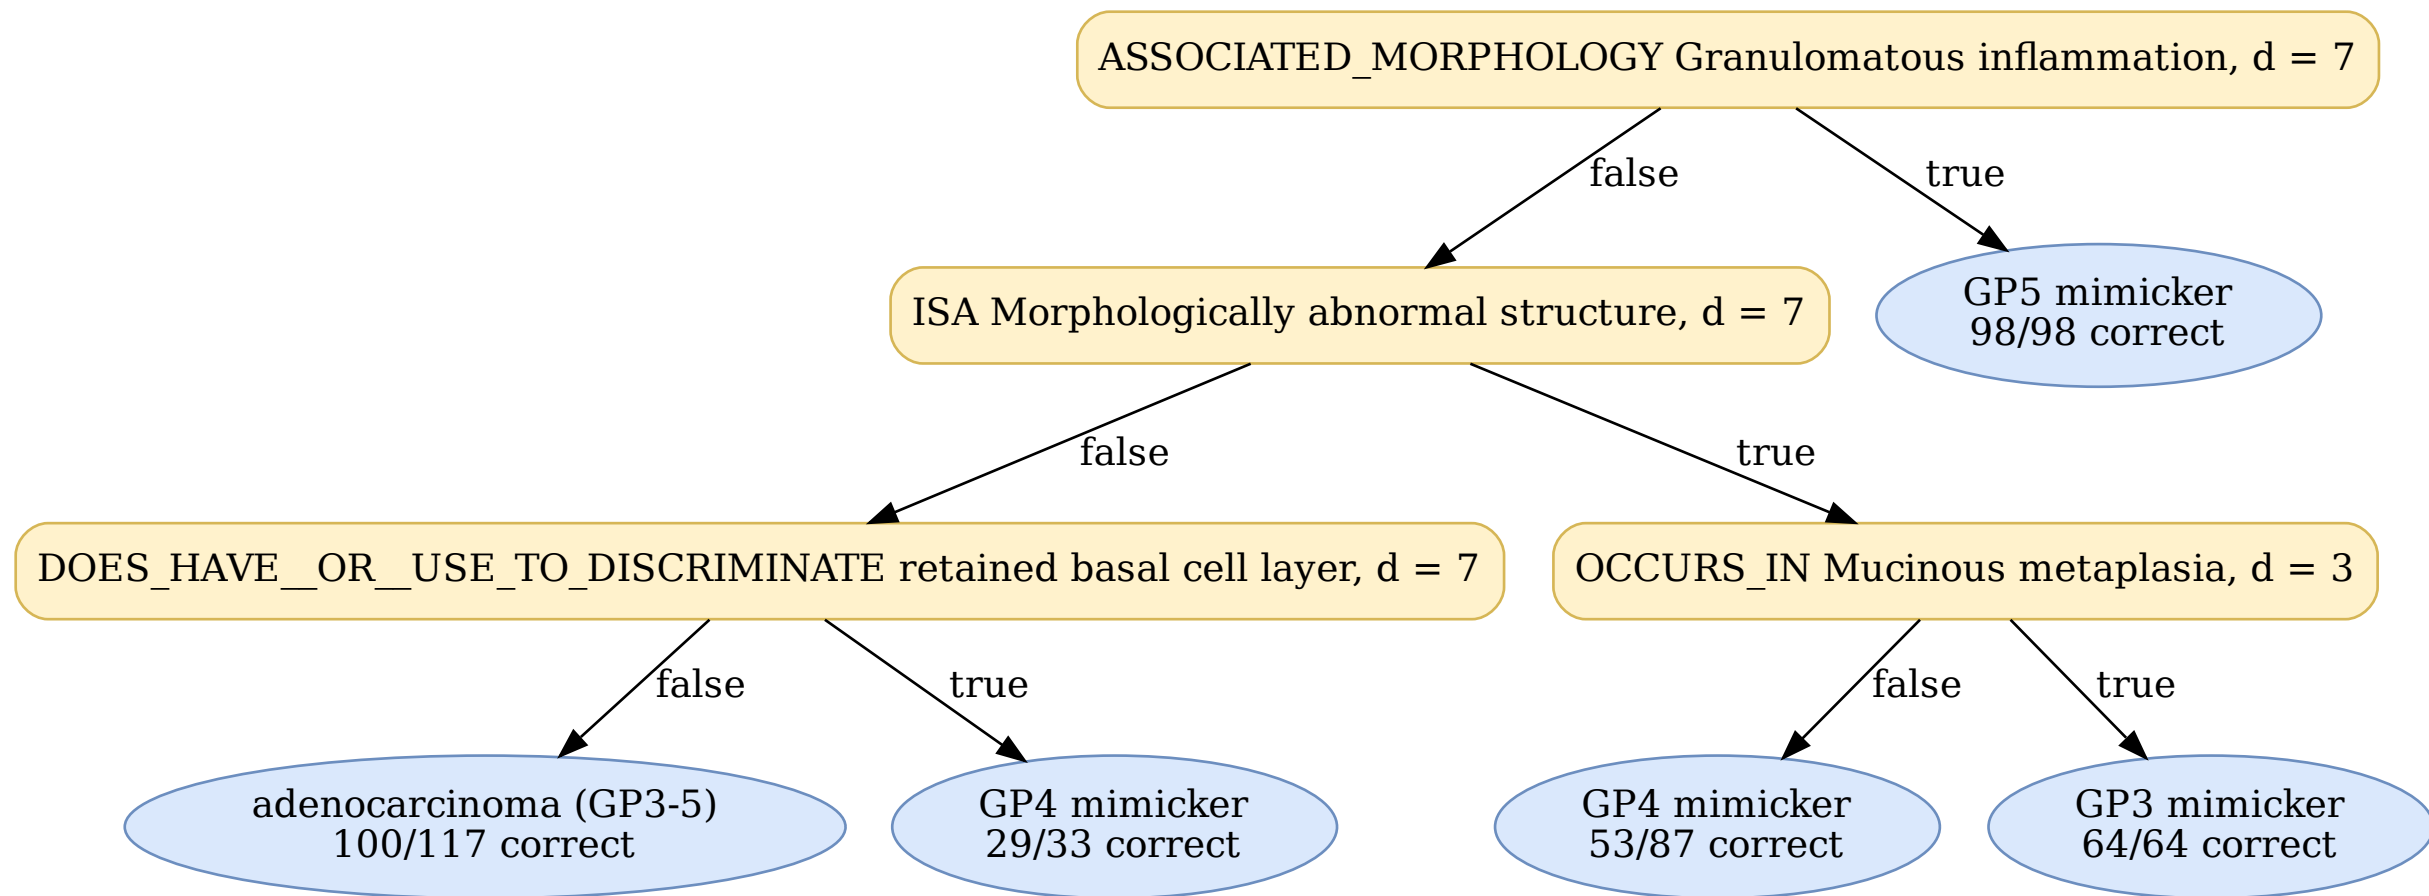 ASSOCIATED_MORPHOLOGY Granulomatous inflammation, d = 7
false
true
ISA Morphologically abnormal structure, d = 7
GP5 mimicker
98/98 correct
false
true
DOES_HAVE__OR__USE_TO_DISCRIMINATE retained basal cell layer, d = 7
OCCURS_IN Mucinous metaplasia, d = 3
false
true
false
true
adenocarcinoma (GP3-5)
100/117 correct
GP4 mimicker
29/33 correct
GP4 mimicker
53/87 correct
GP3 mimicker
64/64 correct